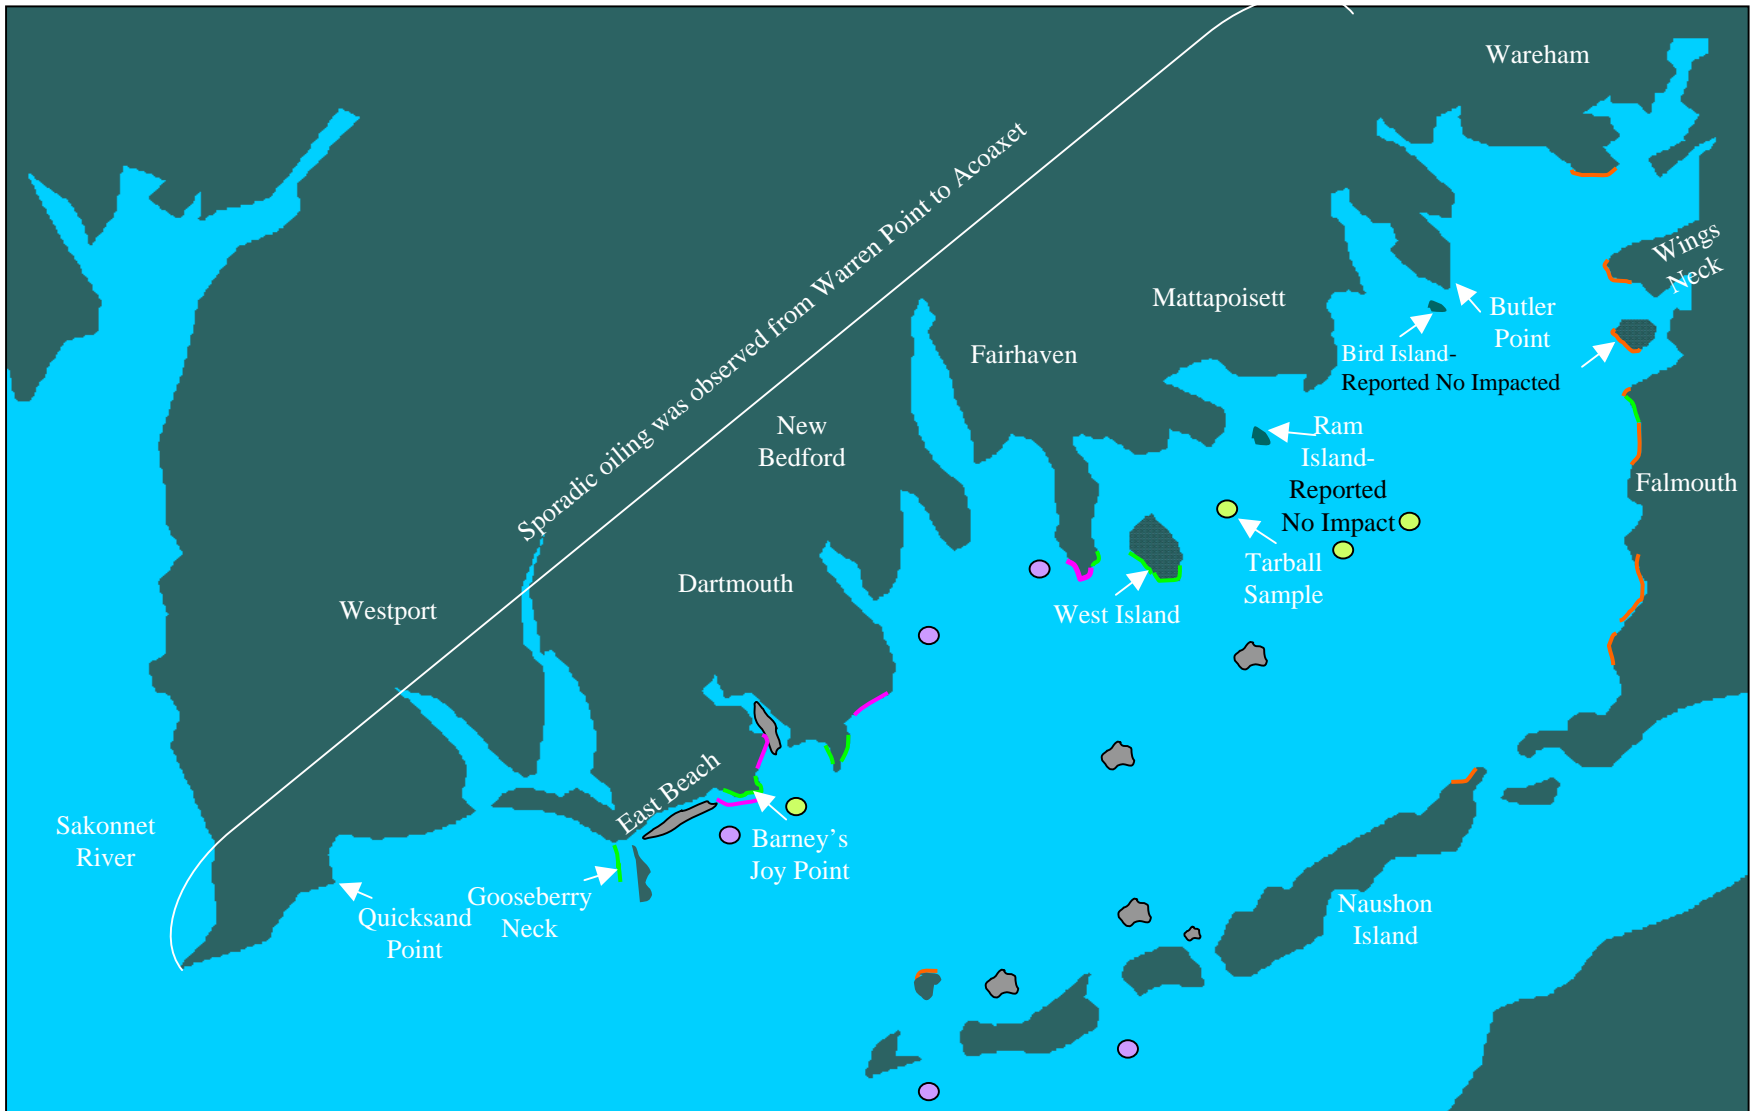 Wareham
Sporadic oiling was observed from Warren Point to Acoaxet
Wings
Neck
Mattapoisett
Butler
Point
Bird Island-
Reported No Impacted
Fairhaven
New
Bedford
Ram
Island-
Reported
No Impact
Falmouth
Tarball
Sample
Dartmouth
Westport
West Island
East Beach
Sakonnet
River
Barney’s
Joy Point
Gooseberry
Neck
Quicksand
Point
Naushon
Island